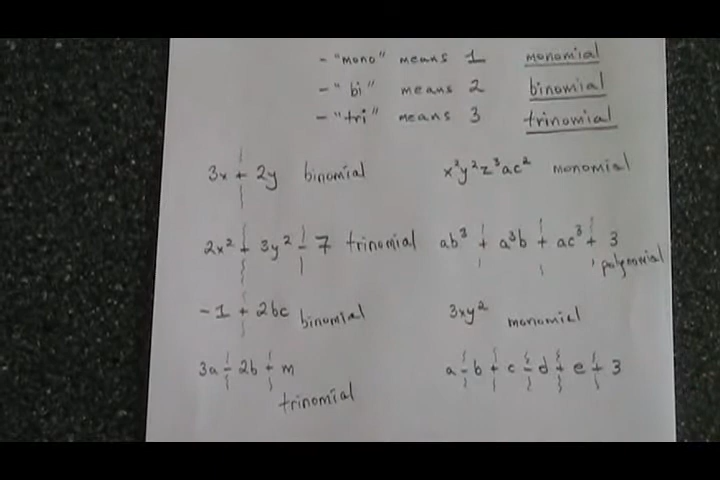 - "mono" means 1 monomial
- "bi" means 2 binomial
- "tri" means 3 trinomial
3x + 2y binomial
x²y²z³ac² monomial
2x² + 3y² - 7 trinomial
ab³ + a³b + ac³ + 3
polynomial
-1 + 2bc binomial
3xy² monomial
3a - 2b + m
trinomial
a - b + c - d + e + 3